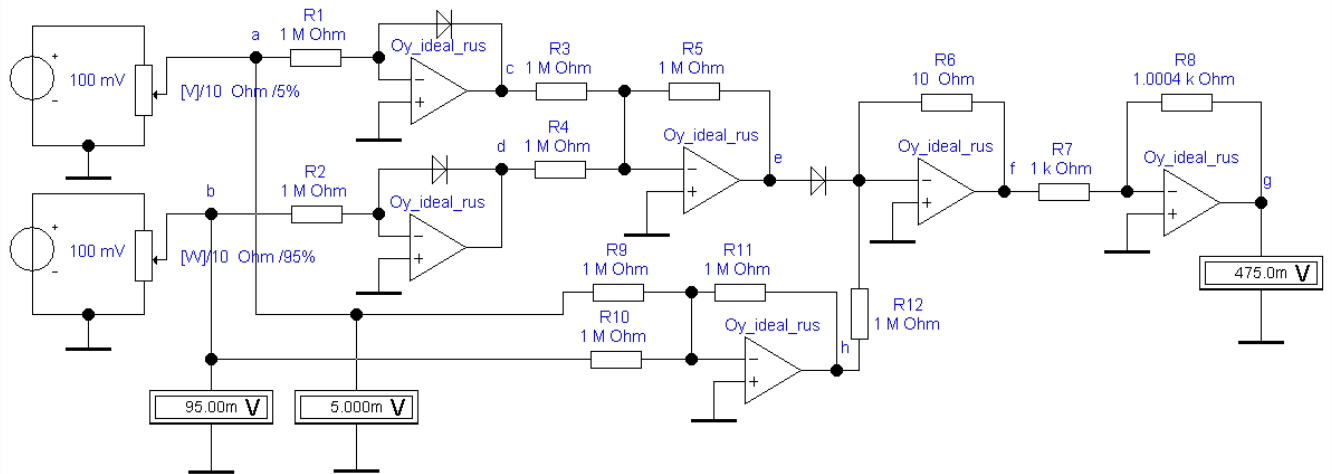 R1
1 M Ohm
a
Oy_ideal_rus
+
-
100 mV
[V]/10 Ohm /5%
-
+
c
R3
1 M Ohm
R5
1 M Ohm
R4
1 M Ohm
R6
10 Ohm
R8
1.0004 k Ohm
Oy_ideal_rus
-
+
e
Oy_ideal_rus
-
+
f
R7
1 k Ohm
Oy_ideal_rus
-
+
g
475.0m V
b
R2
1 M Ohm
d
Oy_ideal_rus
-
+
+
-
100 mV
[W]/10 Ohm /95%
R9
1 M Ohm
R11
1 M Ohm
R10
1 M Ohm
Oy_ideal_rus
-
+
h
R12
1 M Ohm
95.00m V
5.000m V